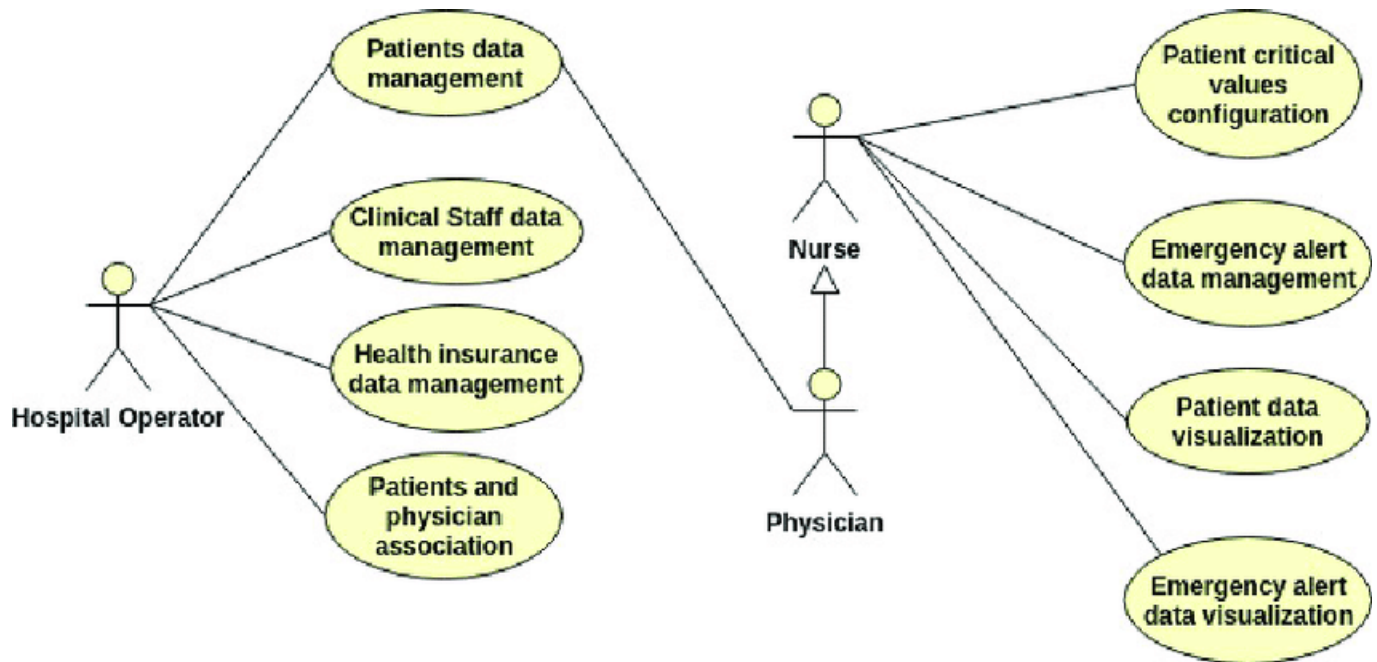 Patients data
management
Clinical Staff data
management
Hospital Operator
Health insurance
data management
Patients and
physician
association
Nurse
Physician
Patient critical
values
configuration
Emergency alert
data management
Patient data
visualization
Emergency alert
data visualization